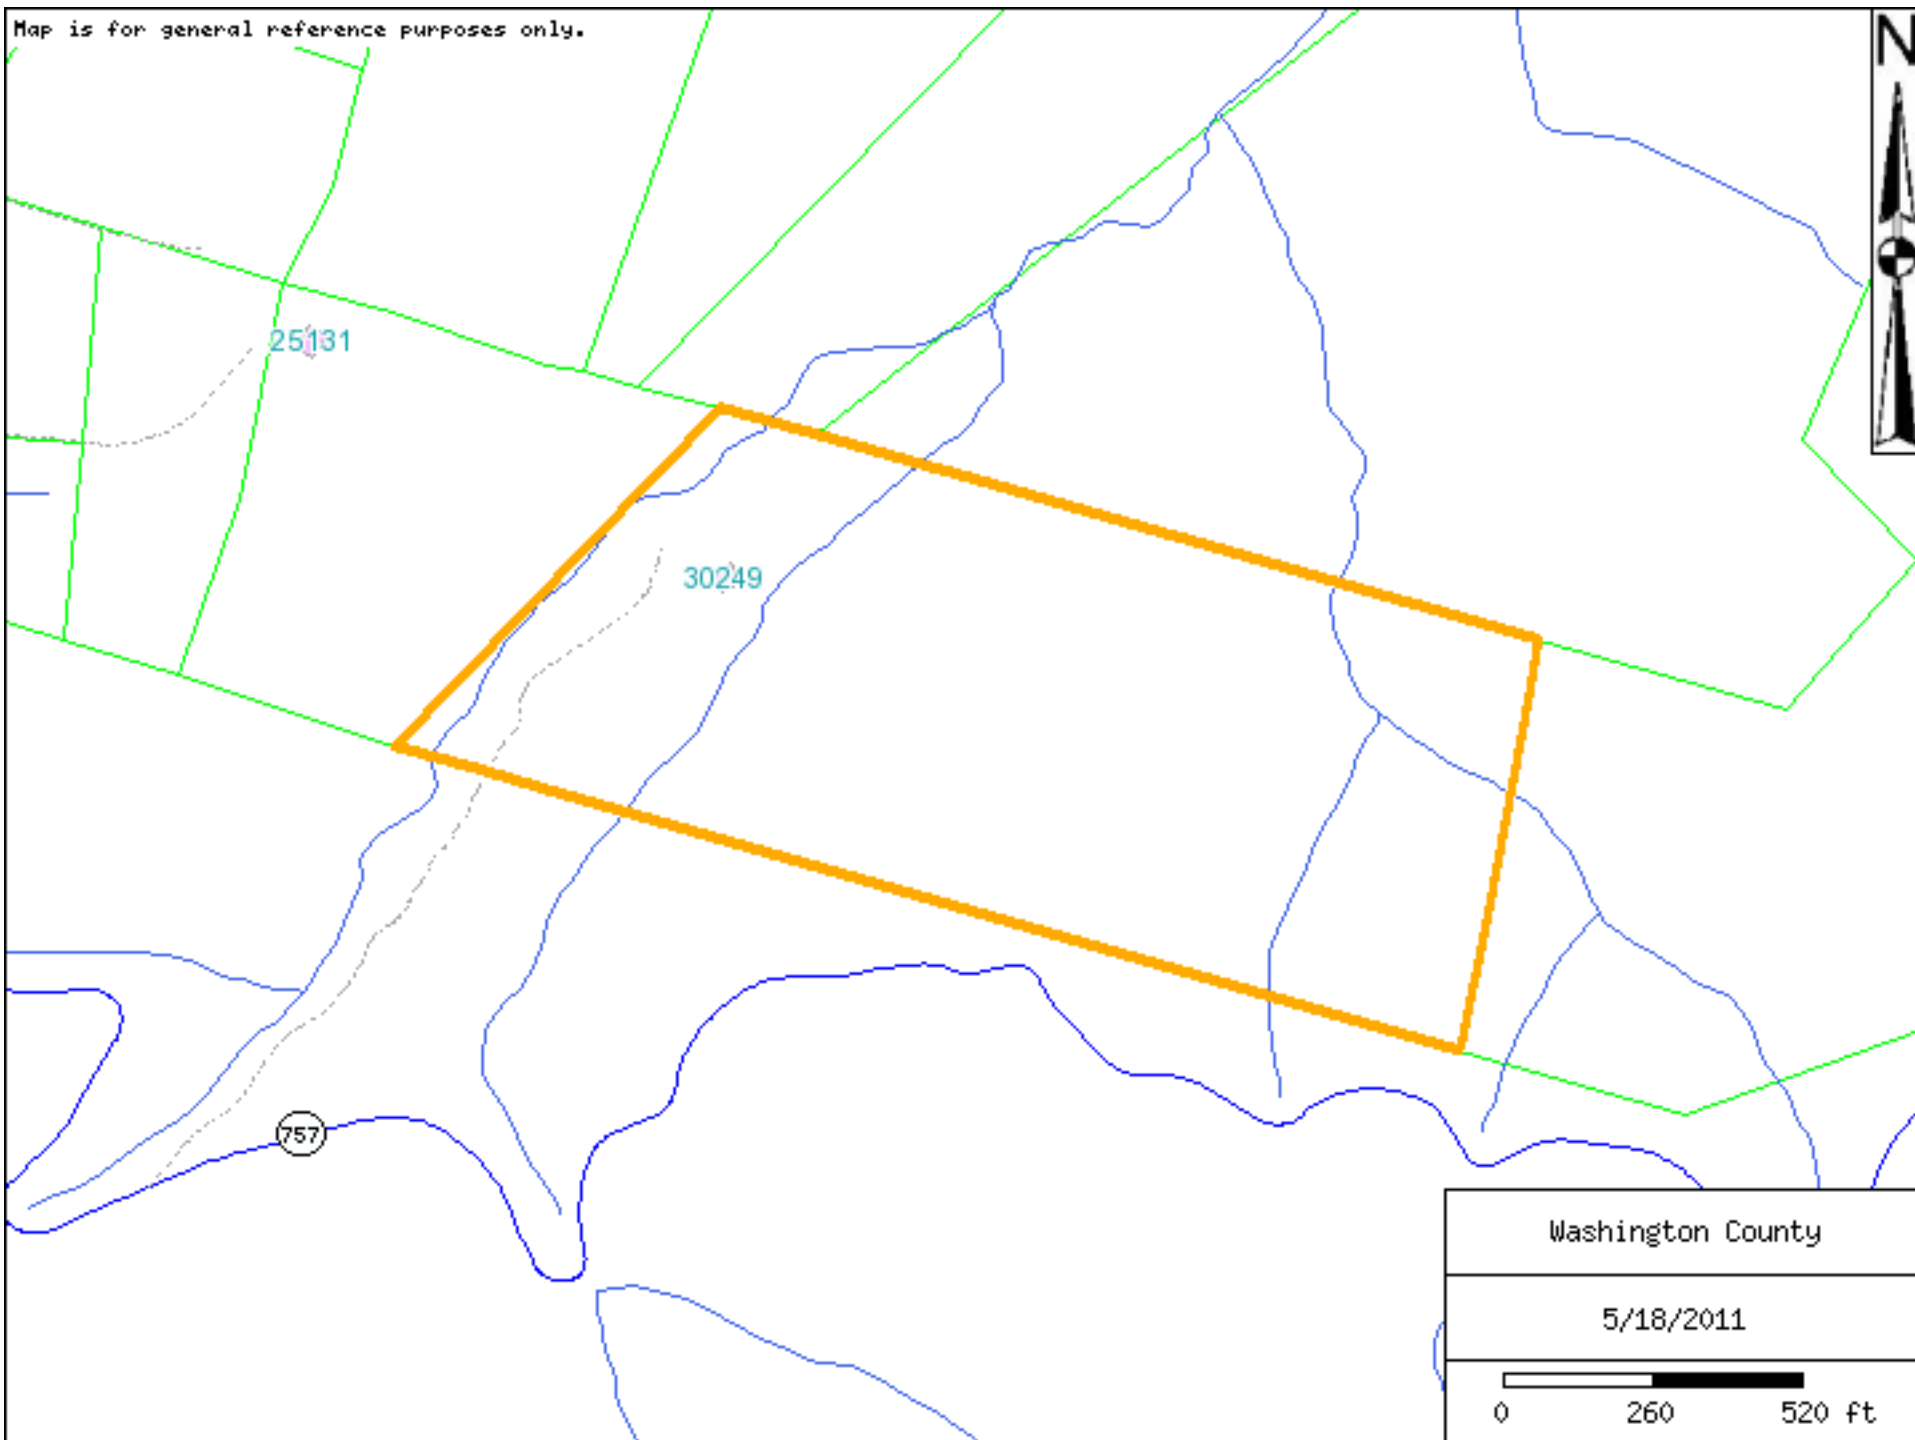 Map is for general reference purposes only.
N
25131
30249
757
Washington County
5/18/2011
0 260 520 ft